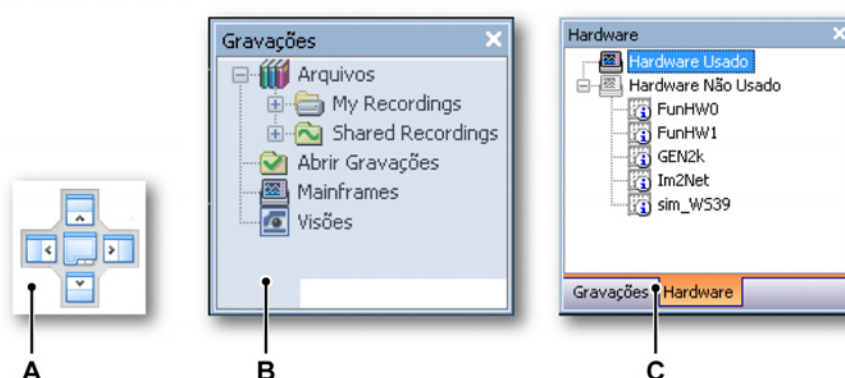 Gravações
Arquivos
My Recordings
Shared Recordings
Abrir Gravações
Mainframes
Visões
Hardware
Hardware Usado
Hardware Não Usado
FunHW0
FunHW1
GEN2k
Im2Net
sim_WS39
Gravações Hardware
A
B
C